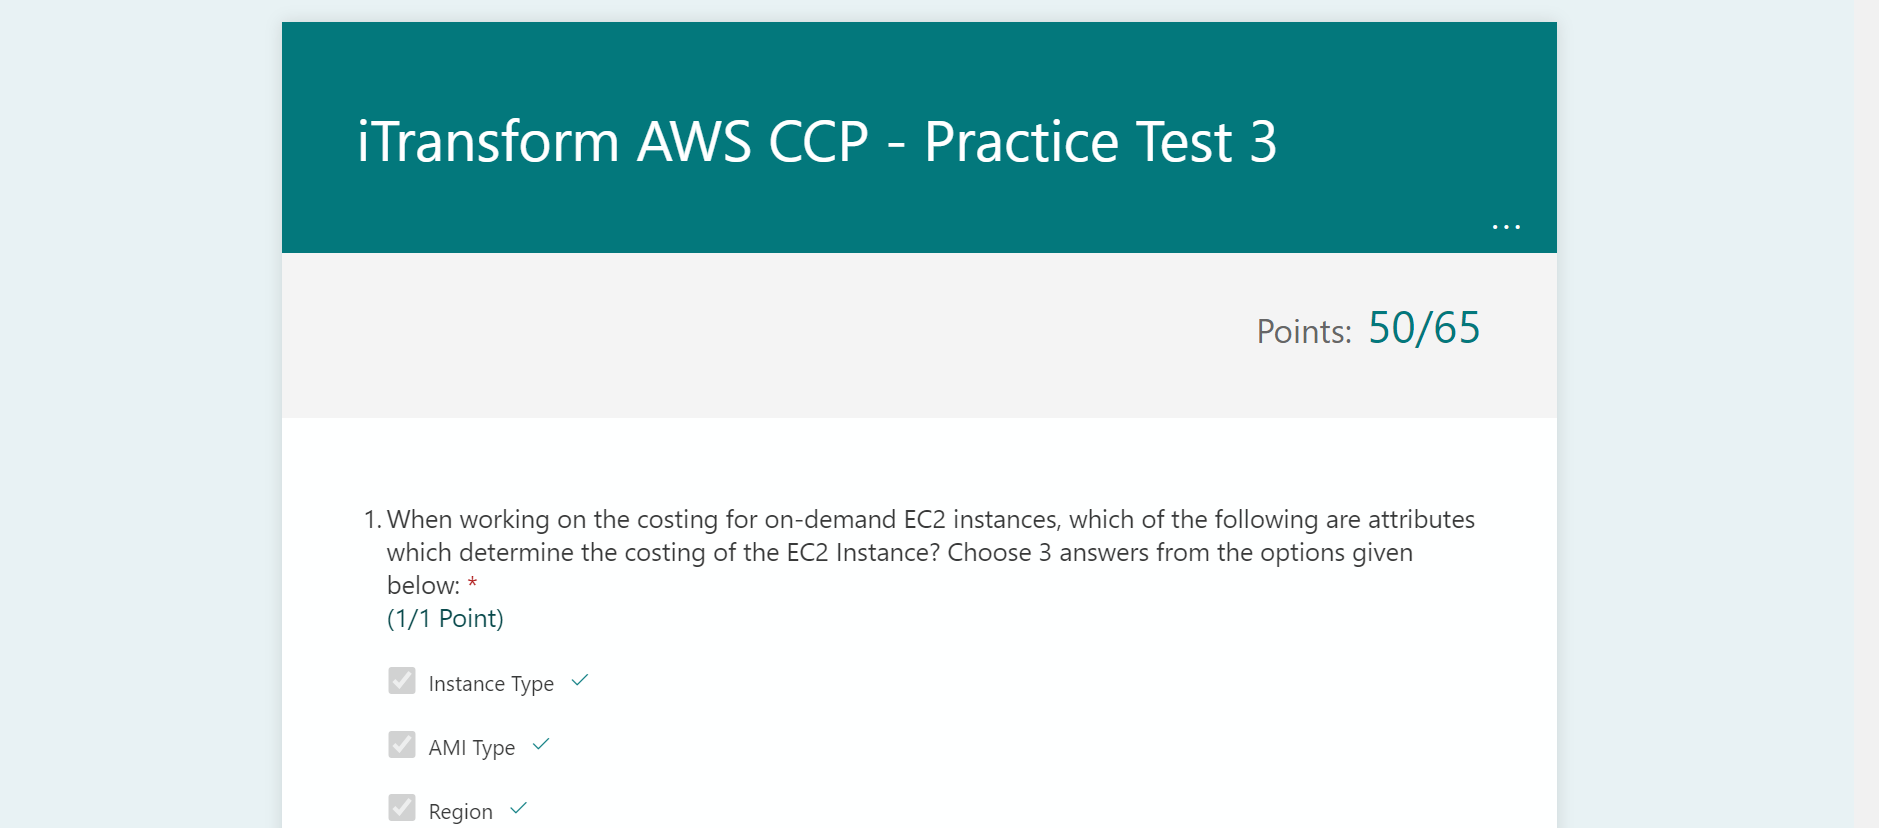 iTransform AWS CCP - Practice Test 3
...
Points: 50/65
1. When working on the costing for on-demand EC2 instances, which of the following are attributes
which determine the costing of the EC2 Instance? Choose 3 answers from the options given
below: *
(1/1 Point)
Instance Type
AMI Type
Region